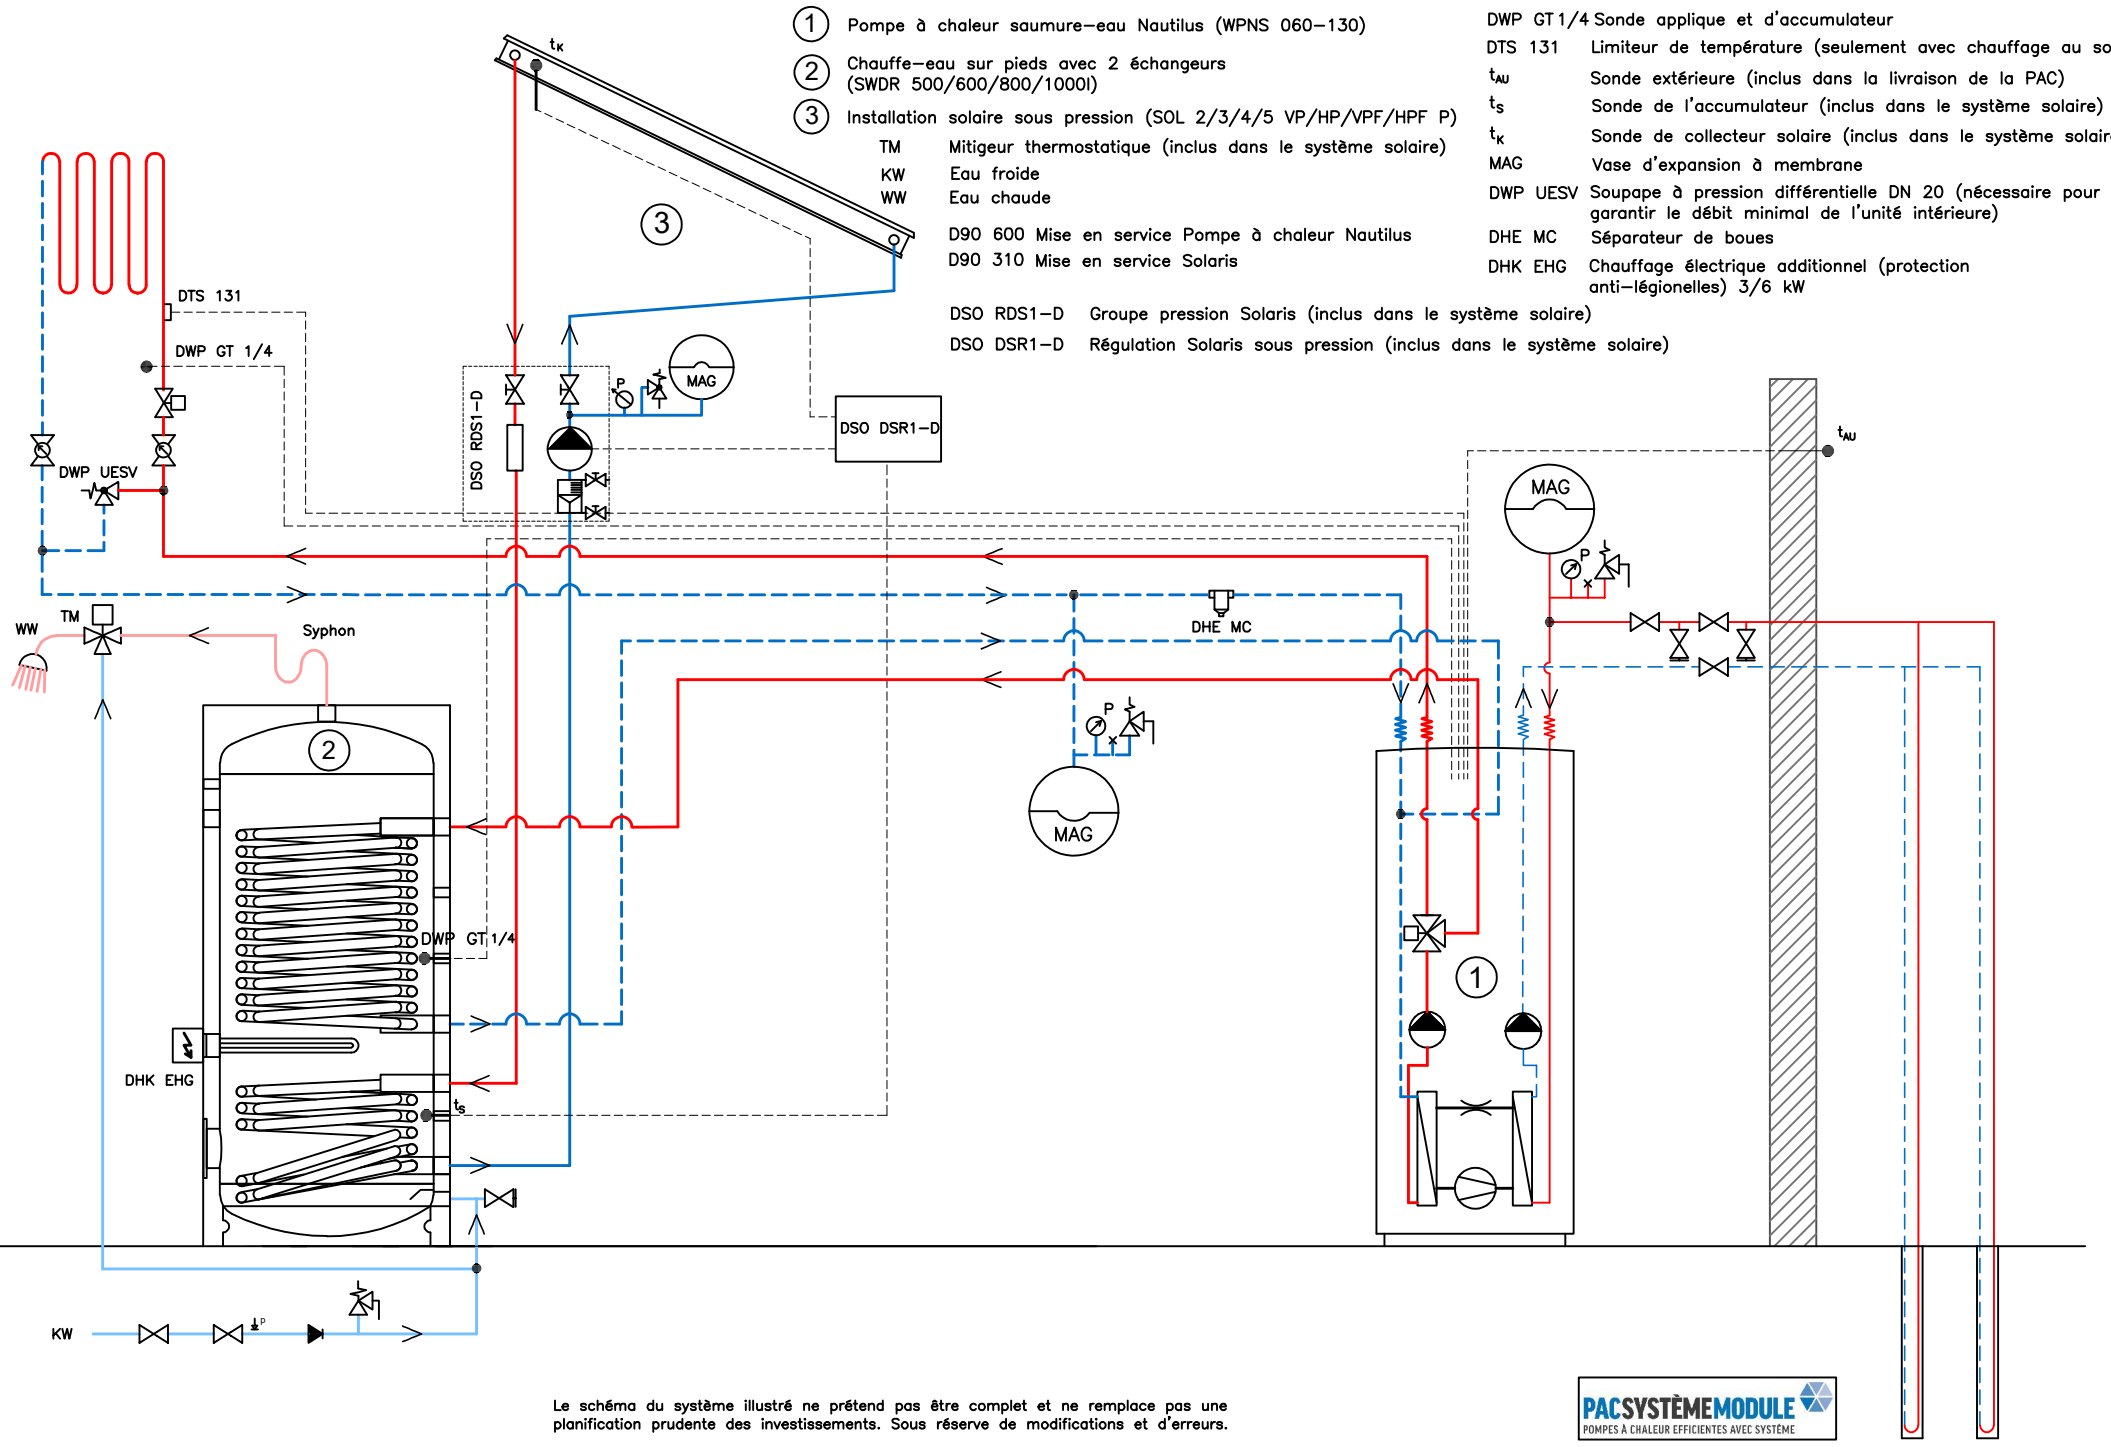 1 Pompe à chaleur saumure-eau Nautilus (WPNS 060-130)
2 Chauffe-eau sur pieds avec 2 échangeurs
(SWDR 500/600/800/1000l)
3 Installation solaire sous pression (SOL 2/3/4/5 VP/HP/VPF/HPF P)
TM Mitigeur thermostatique (inclus dans le système solaire)
KW Eau froide
WW Eau chaude
D90 600 Mise en service Pompe à chaleur Nautilus
D90 310 Mise en service Solaris
DSO RDS1-D Groupe pression Solaris (inclus dans le système solaire)
DSO DSR1-D Régulation Solaris sous pression (inclus dans le système solaire)
DWP GT 1/4 Sonde applique et d'accumulateur
DTS 131 Limiteur de température (seulement avec chauffage au so
tAU Sonde extérieure (inclus dans la livraison de la PAC)
tS Sonde de l'accumulateur (inclus dans le système solaire)
tK Sonde de collecteur solaire (inclus dans le système solair
MAG Vase d'expansion à membrane
DWP UESV Soupape à pression différentielle DN 20 (nécessaire pour
garantir le débit minimal de l'unité intérieure)
DHE MC Séparateur de boues
DHK EHG Chauffage électrique additionnel (protection
anti-légionelles) 3/6 kW
tK
3
DTS 131
DWP GT 1/4
DWP UESV
DSO RDS1-D
P
MAG
DSO DSR1-D
tAU
MAG
P
TM
WW
Syphon
DHE MC
2
P
MAG
DWP GT 1/4
1
DHK EHG
tS
KW
P
Le schéma du système illustré ne prétend pas être complet et ne remplace pas une
planification prudente des investissements. Sous réserve de modifications et d'erreurs.
PACSYSTÈMEMODULE
POMPES À CHALEUR EFFICIENTES AVEC SYSTÈME